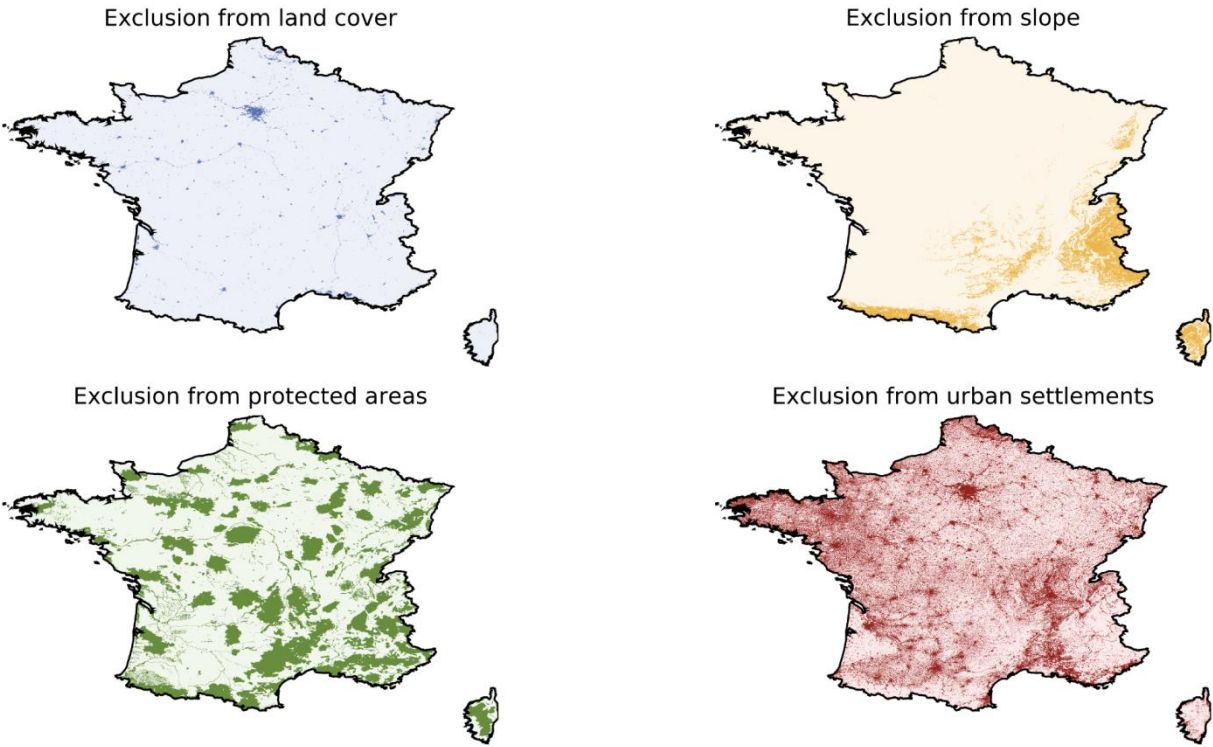 Exclusion from land cover
Exclusion from slope
Exclusion from protected areas
Exclusion from urban settlements